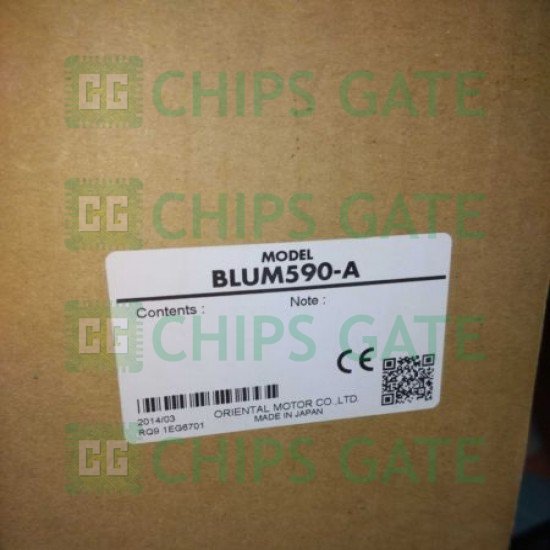 CG CHIPS GATE
CG CHIPS GATE
MODEL
BLUM590-A
Contents :
Note :
CG CHIPS GATE
CE
2014/03
RQ9 1EG6701
ORIENTAL MOTOR CO.,LTD.
MADE IN JAPAN
CG CHIPS GATE